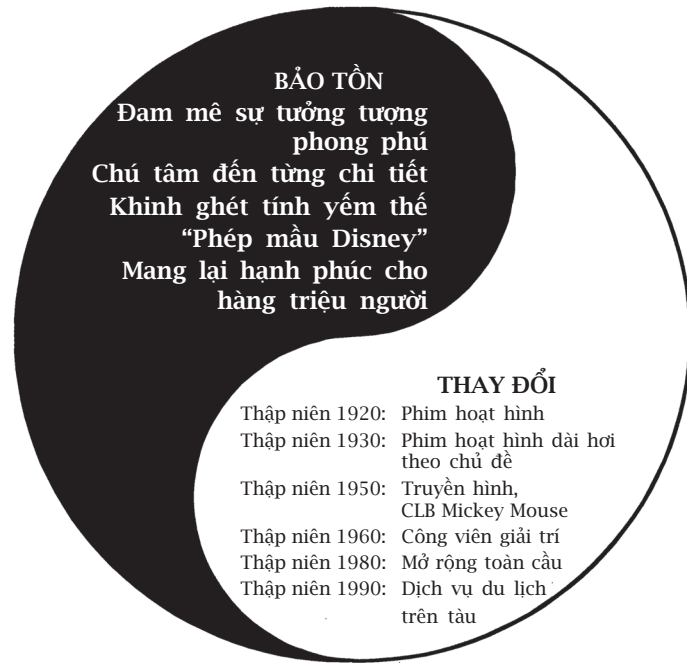 BẢO TỒN
Đam mê sự tưởng tượng
phong phú
Chú tâm đến từng chi tiết
Khinh ghét tính yếm thế
“Phép mầu Disney”
Mang lại hạnh phúc cho
hàng triệu người
THAY ĐỔI
Thập niên 1920: Phim hoạt hình
Thập niên 1930: Phim hoạt hình dài hơi
theo chủ đề
Thập niên 1950: Truyền hình,
CLB Mickey Mouse
Thập niên 1960: Công viên giải trí
Thập niên 1980: Mở rộng toàn cầu
Thập niên 1990: Dịch vụ du lịch
trên tàu